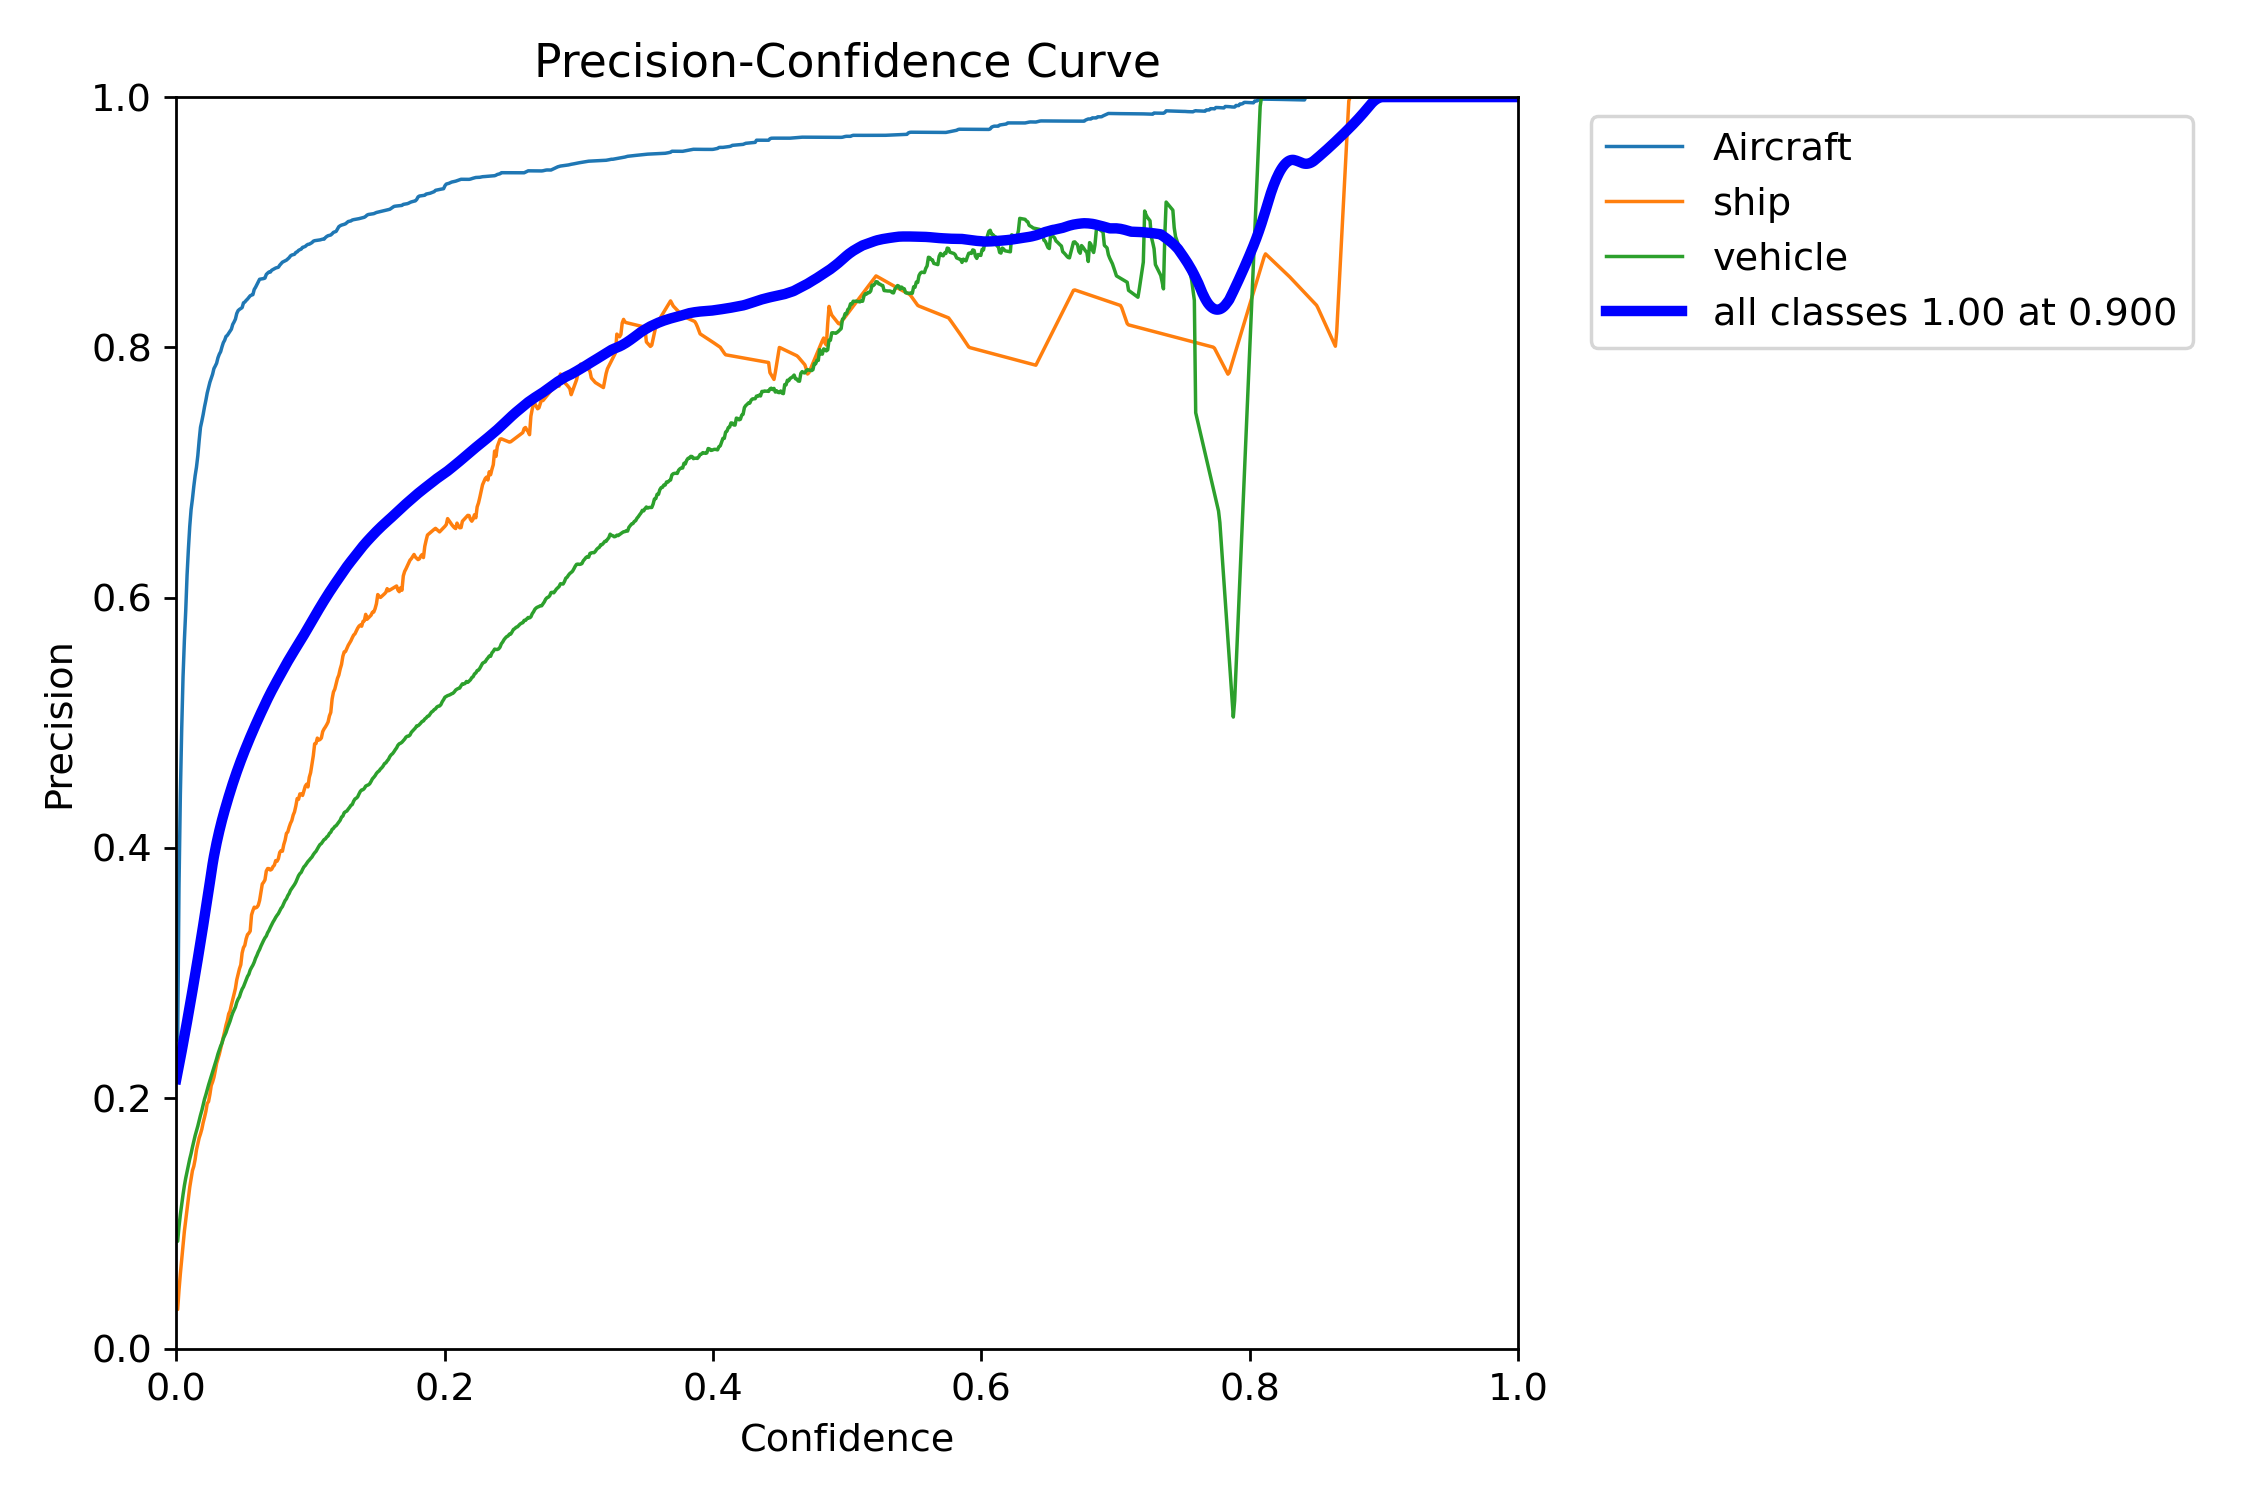 Precision-Confidence Curve
1.0
0.8
0.6
0.4
0.2
0.0
Precision
0.0 0.2 0.4 0.6 0.8 1.0
Confidence
Aircraft
ship
vehicle
all classes 1.00 at 0.900